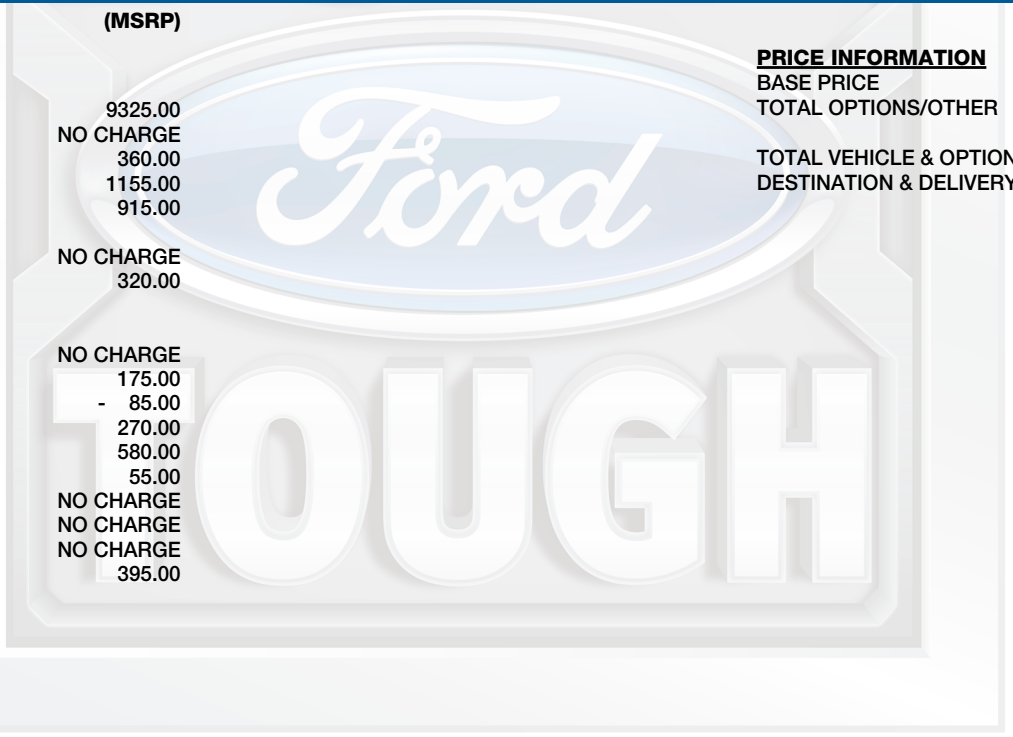 (MSRP)
9325.00
NO CHARGE
360.00
1155.00
915.00
NO CHARGE
320.00
NO CHARGE
175.00
- 85.00
270.00
580.00
55.00
NO CHARGE
NO CHARGE
NO CHARGE
395.00
PRICE INFORMATION
BASE PRICE
TOTAL OPTIONS/OTHER
TOTAL VEHICLE & OPTION
DESTINATION & DELIVERY
Ford
TOUGH